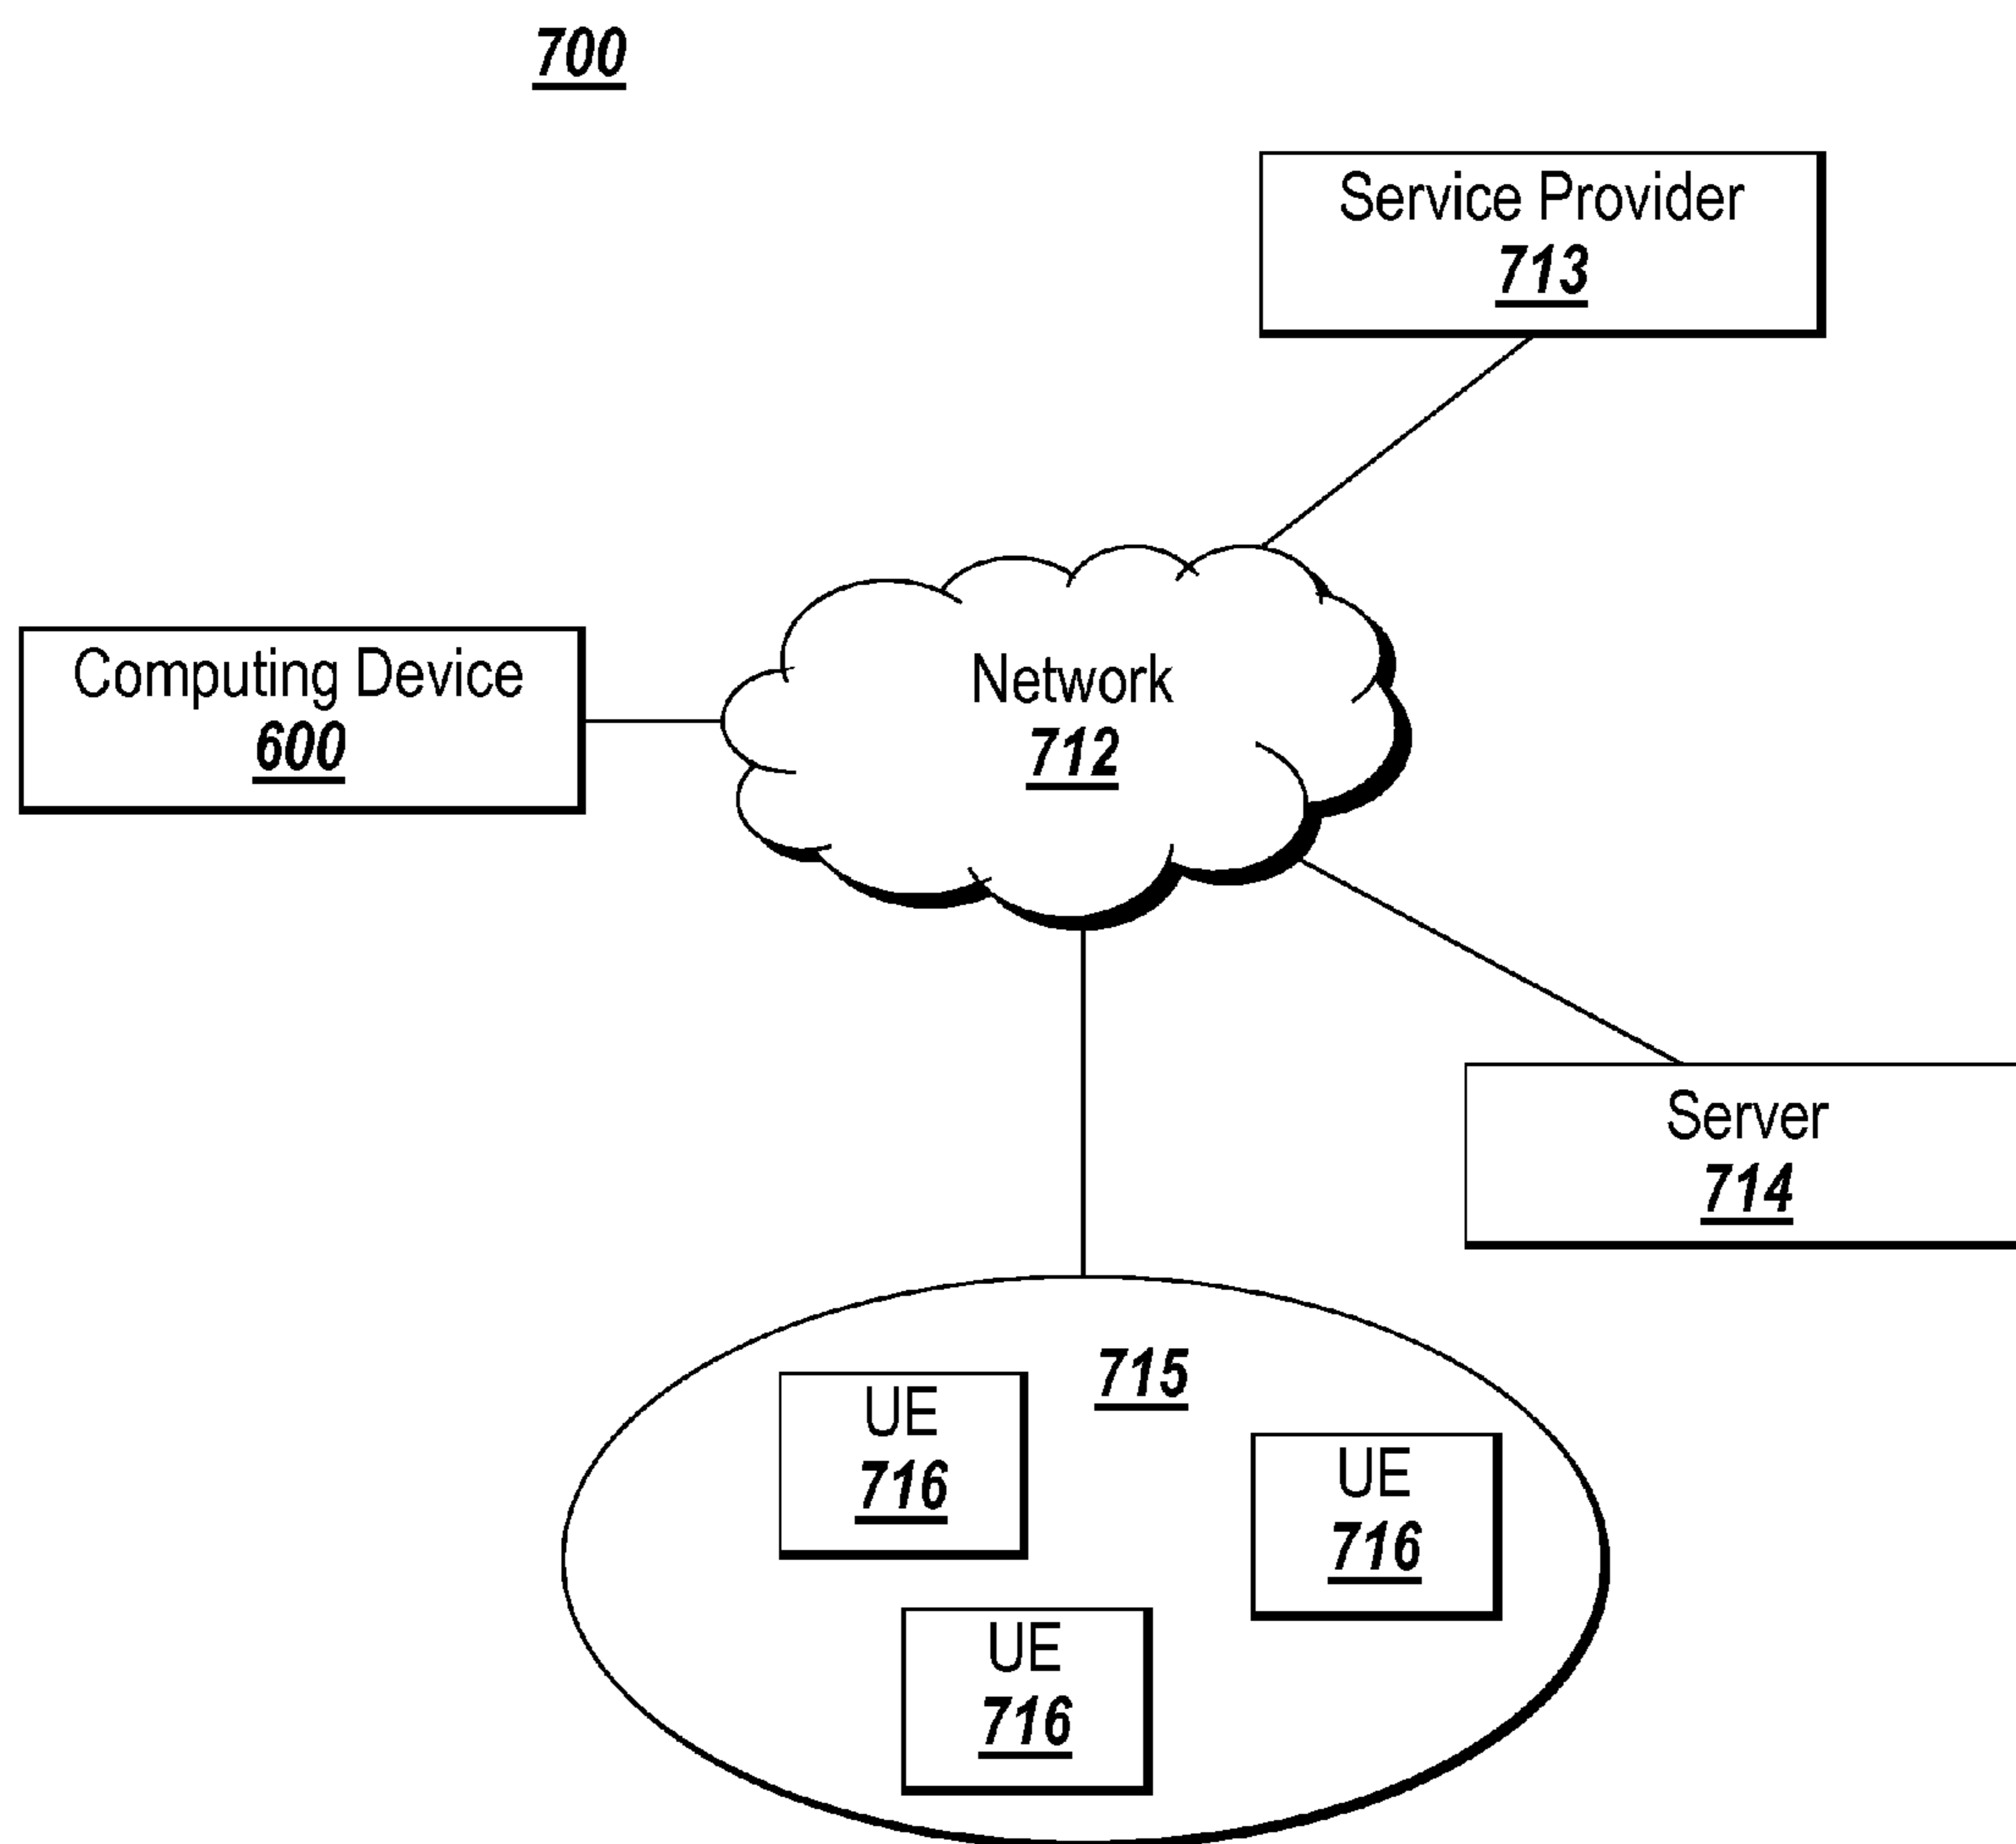 700
Service Provider
713
Computing Device
600
Network
712
Server
714
715
UE
716
UE
716
UE
716